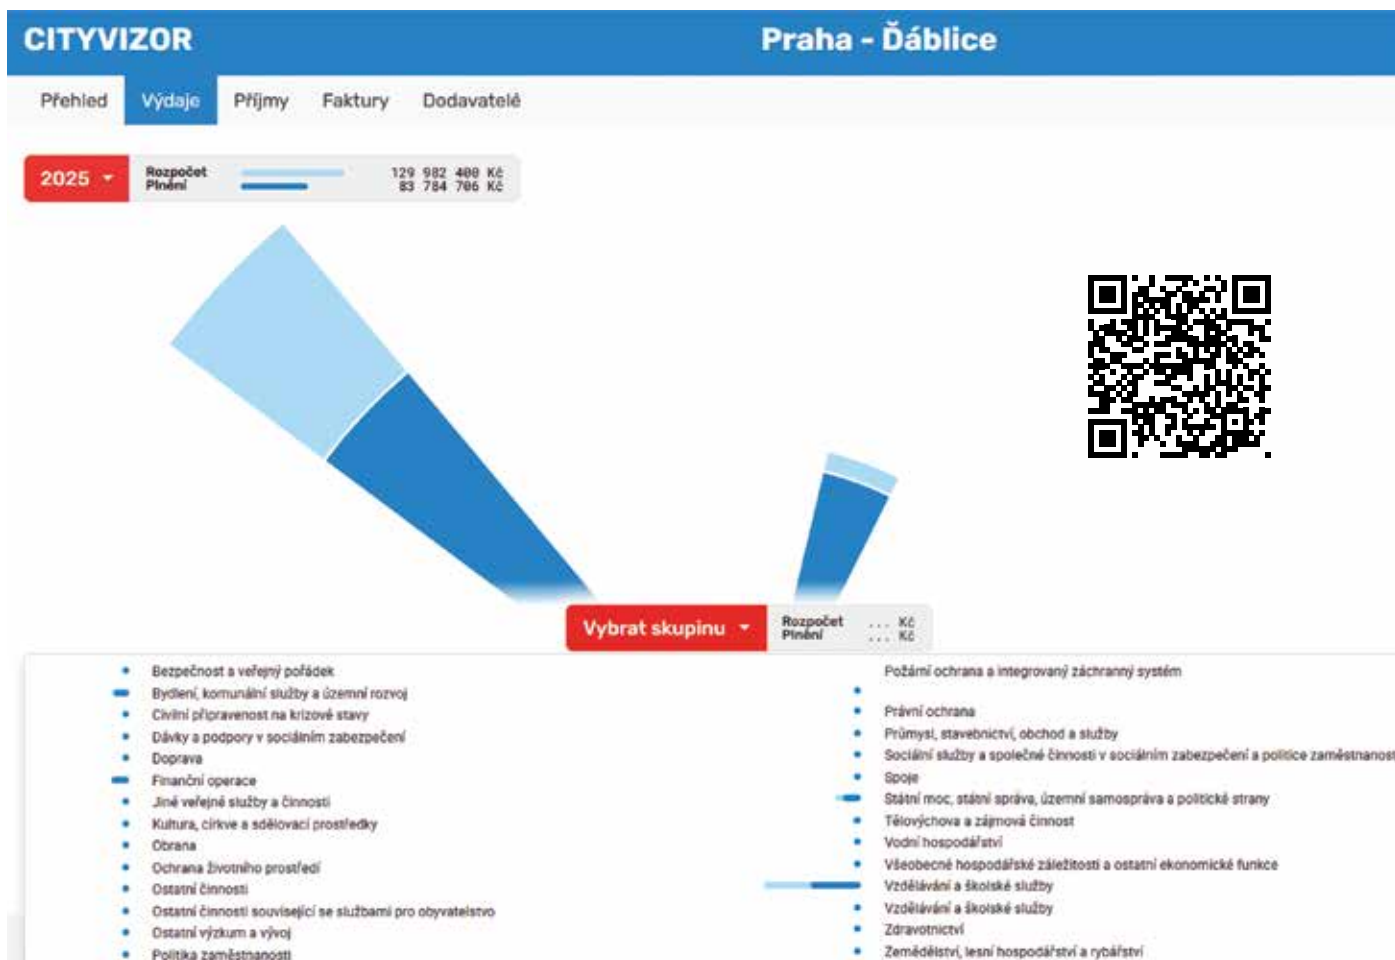 CITYVIZOR
Praha - Ďáblice
Přehled Výdaje Příjmy Faktury Dodavatelé
2025
Rozpočet 129 982 400 Kč
Plnění 83 784 706 Kč
Vybrat skupinu
Rozpočet ... Kč
Plnění ... Kč
Bezpečnost a veřejný pořádek
Bydlení, komunální služby a územní rozvoj
Civilní připravenost na krizové stavy
Dávky a podpory v sociálním zabezpečení
Doprava
Finanční operace
Jiné veřejné služby a činnosti
Kultura, církve a sdělovací prostředky
Obrana
Ochrana životního prostředí
Ostatní činnosti
Ostatní činnosti související se službami pro obyvatelstvo
Ostatní výzkum a vývoj
Politika zaměstnanosti
Požární ochrana a integrovaný záchranný systém
Právní ochrana
Průmysl, stavebnictví, obchod a služby
Sociální služby a společné činnosti v sociálním zabezpečení a politice zaměstnanost
Spoje
Státní moc, státní správa, územní samospráva a politické strany
Tělovýchova a zájmová činnost
Vodní hospodářství
Všeobecné hospodářské záležitosti a ostatní ekonomické funkce
Vzdělávání a školské služby
Vzdělávání a školské služby
Zdravotnictví
Zemědělství, lesní hospodářství a rybářství